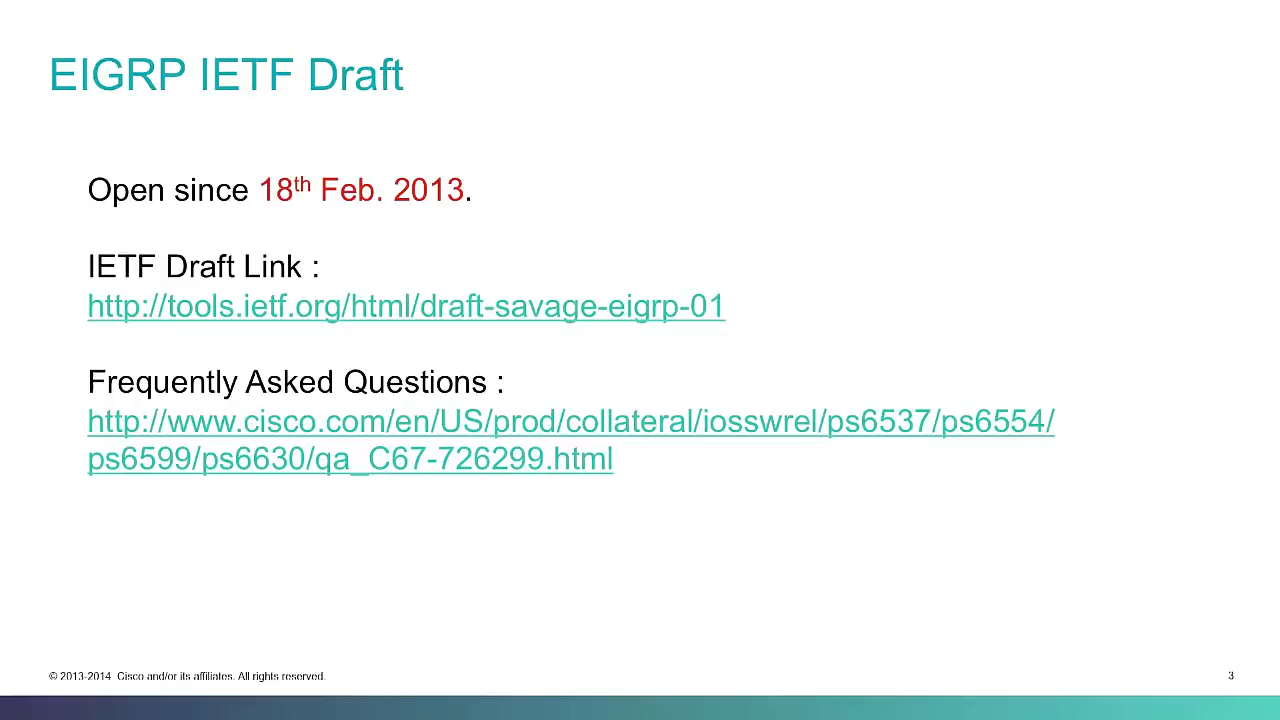 EIGRP IETF Draft
Open since 18th Feb. 2013.
IETF Draft Link :
http://tools.ietf.org/html/draft-savage-eigrp-01
Frequently Asked Questions :
http://www.cisco.com/en/US/prod/collateral/iosswrel/ps6537/ps6554/
ps6599/ps6630/qa_C67-726299.html
© 2013-2014 Cisco and/or its affiliates. All rights reserved.
3